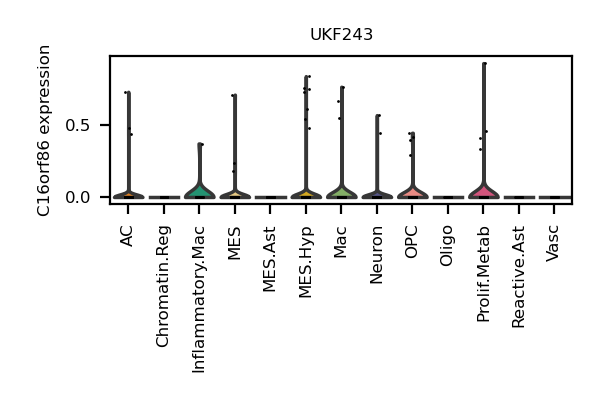 UKF243
C16orf86 expression
0.5
0.0
AC
Chromatin.Reg
Inflammatory.Mac
MES
MES.Ast
MES.Hyp
Mac
Neuron
OPC
Oligo
Prolif.Metab
Reactive.Ast
Vasc